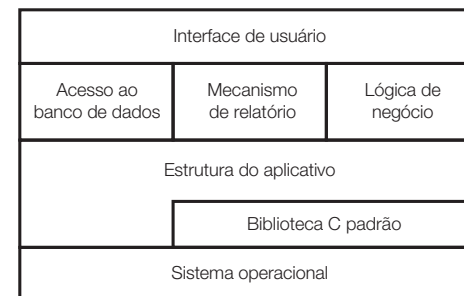 Interface de usuário
Acesso ao
banco de dados
Mecanismo
de relatório
Lógica de
negócio
Estrutura do aplicativo
Biblioteca C padrão
Sistema operacional